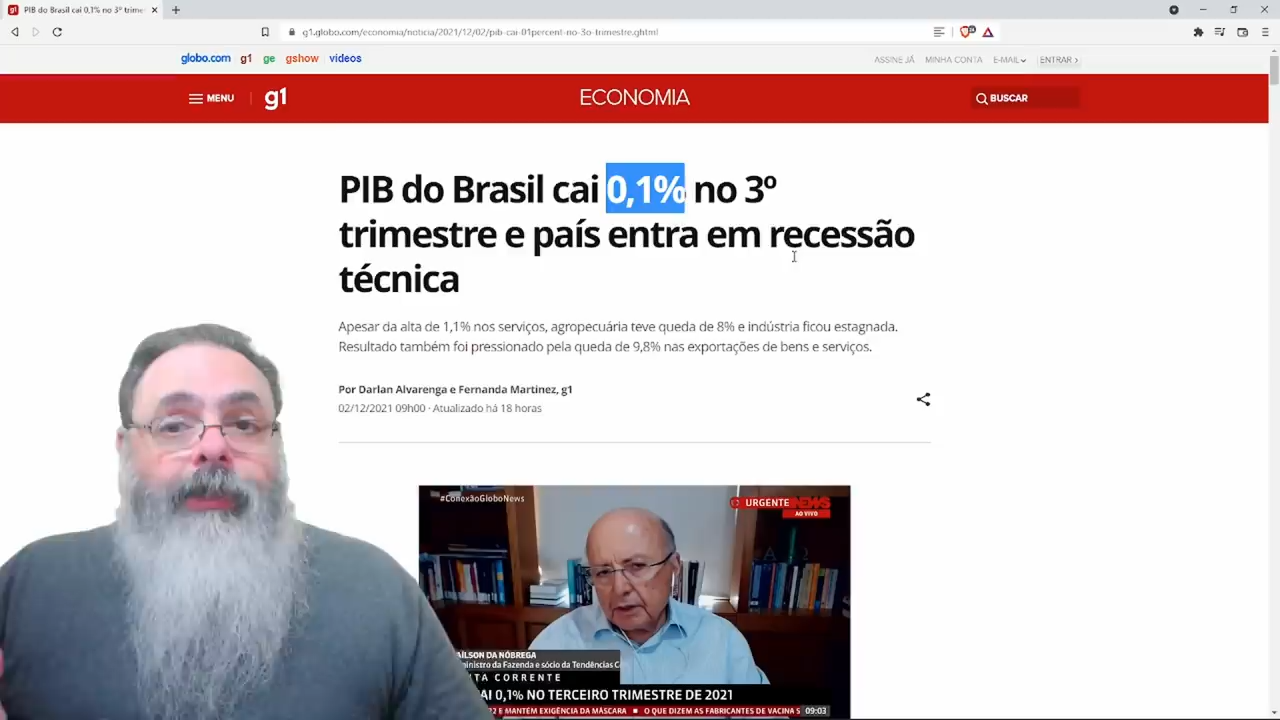 PIB do Brasil cai 0,1% no 3º trime
g1.globo.com/economia/noticia/2021/12/02/pib-cai-01percent-no-3o-trimestre.ghtml
globo.com g1 ge gshow vídeos
ASSINE JÁ MINHA CONTA E-MAIL ENTRAR
MENU g1 ECONOMIA BUSCAR
PIB do Brasil cai 0,1% no 3º
trimestre e país entra em recessão
técnica
Apesar da alta de 1,1% nos serviços, agropecuária teve queda de 8% e indústria ficou estagnada.
Resultado também foi pressionado pela queda de 9,8% nas exportações de bens e serviços.
Por Darlan Alvarenga e Fernanda Martinez, g1
02/12/2021 09h00 · Atualizado há 18 horas
#ConexãoGloboNews
URGENTE NEWS
AO VIVO
AÍLSON DA NÓBREGA
ministro da Fazenda e sócio da Tendências
TA CORRENTE
AI 0,1% NO TERCEIRO TRIMESTRE DE 2021
22 E MANTÉM EXIGÊNCIA DA MÁSCARA ■ O QUE DIZEM AS FABRICANTES DE VACINA S 09:03